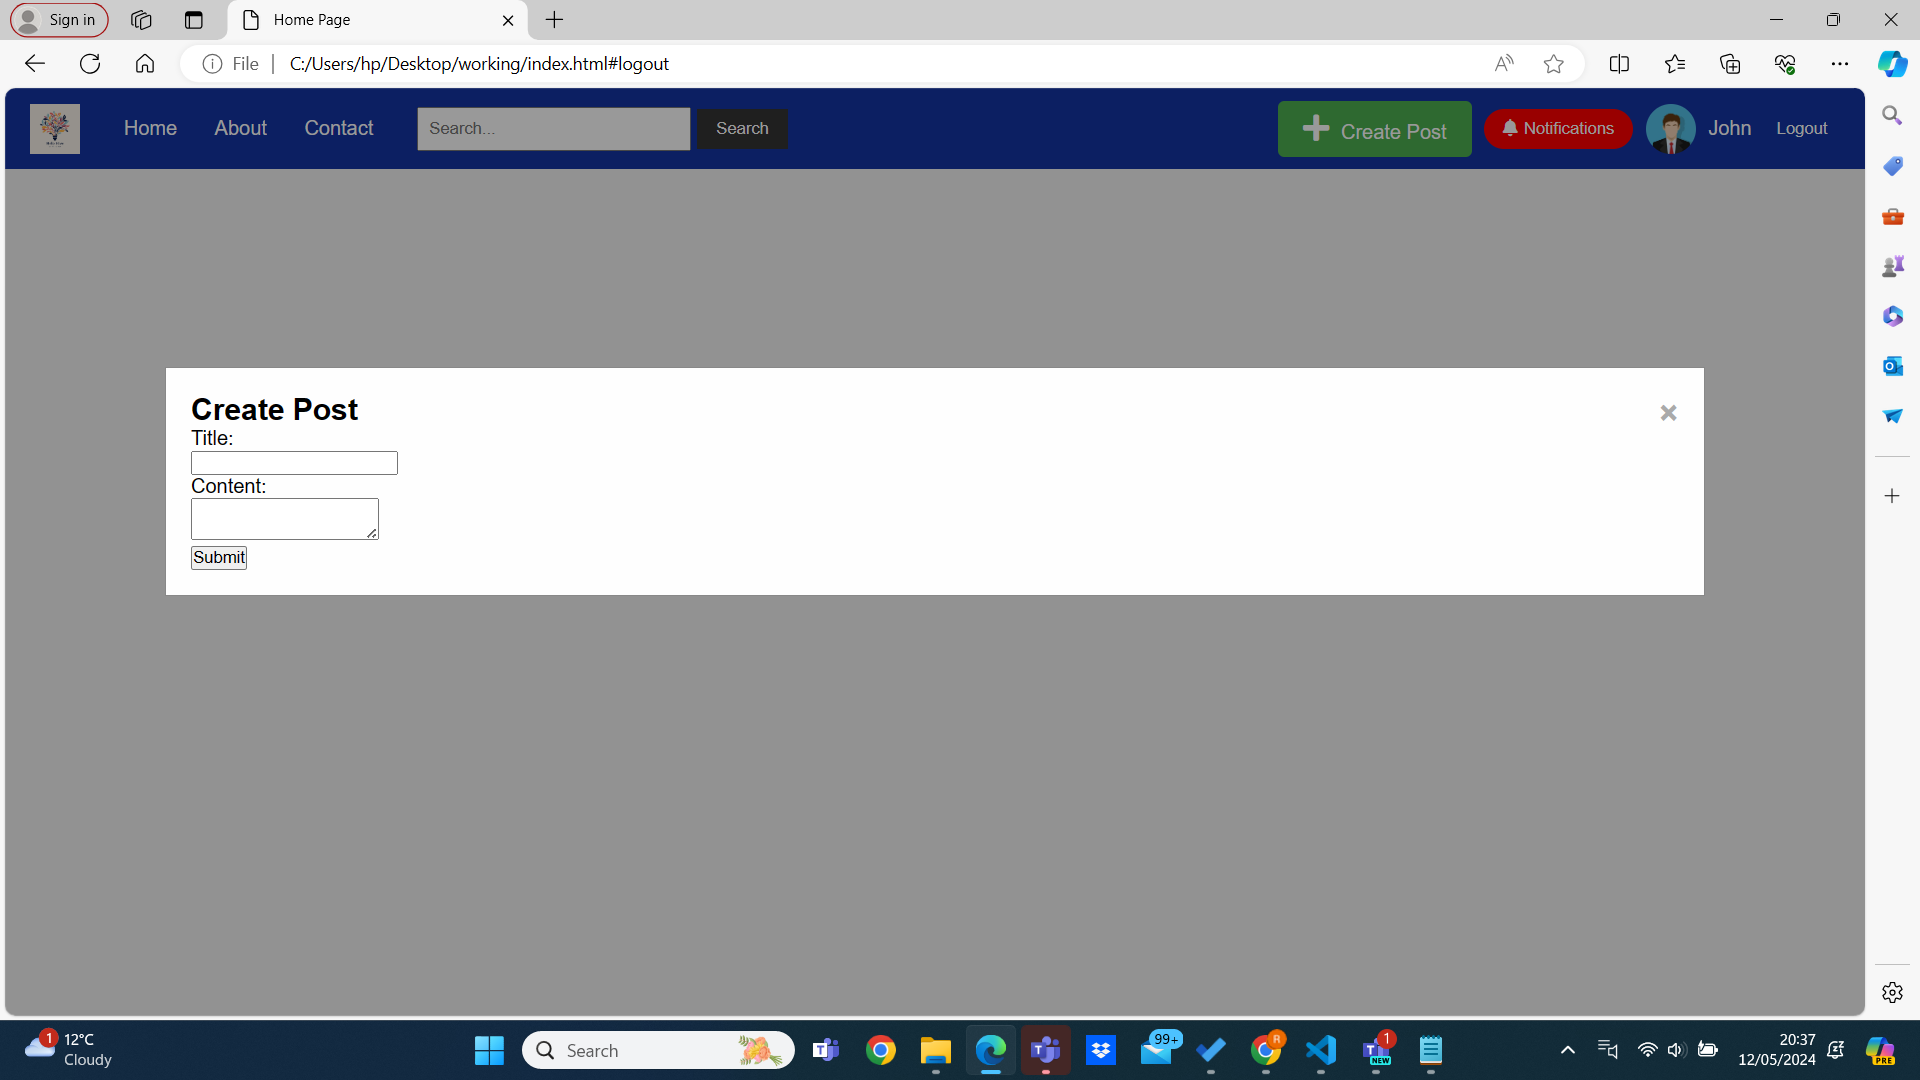 Sign in
Home Page
File
C:/Users/hp/Desktop/working/index.html#logout
Home
About
Contact
Search...
Search
Create Post
Notifications
John
Logout
Create Post
Title:
Content:
Submit
1
12°C
Cloudy
Search
99+
R
1
NEW
20:37
12/05/2024
PRE